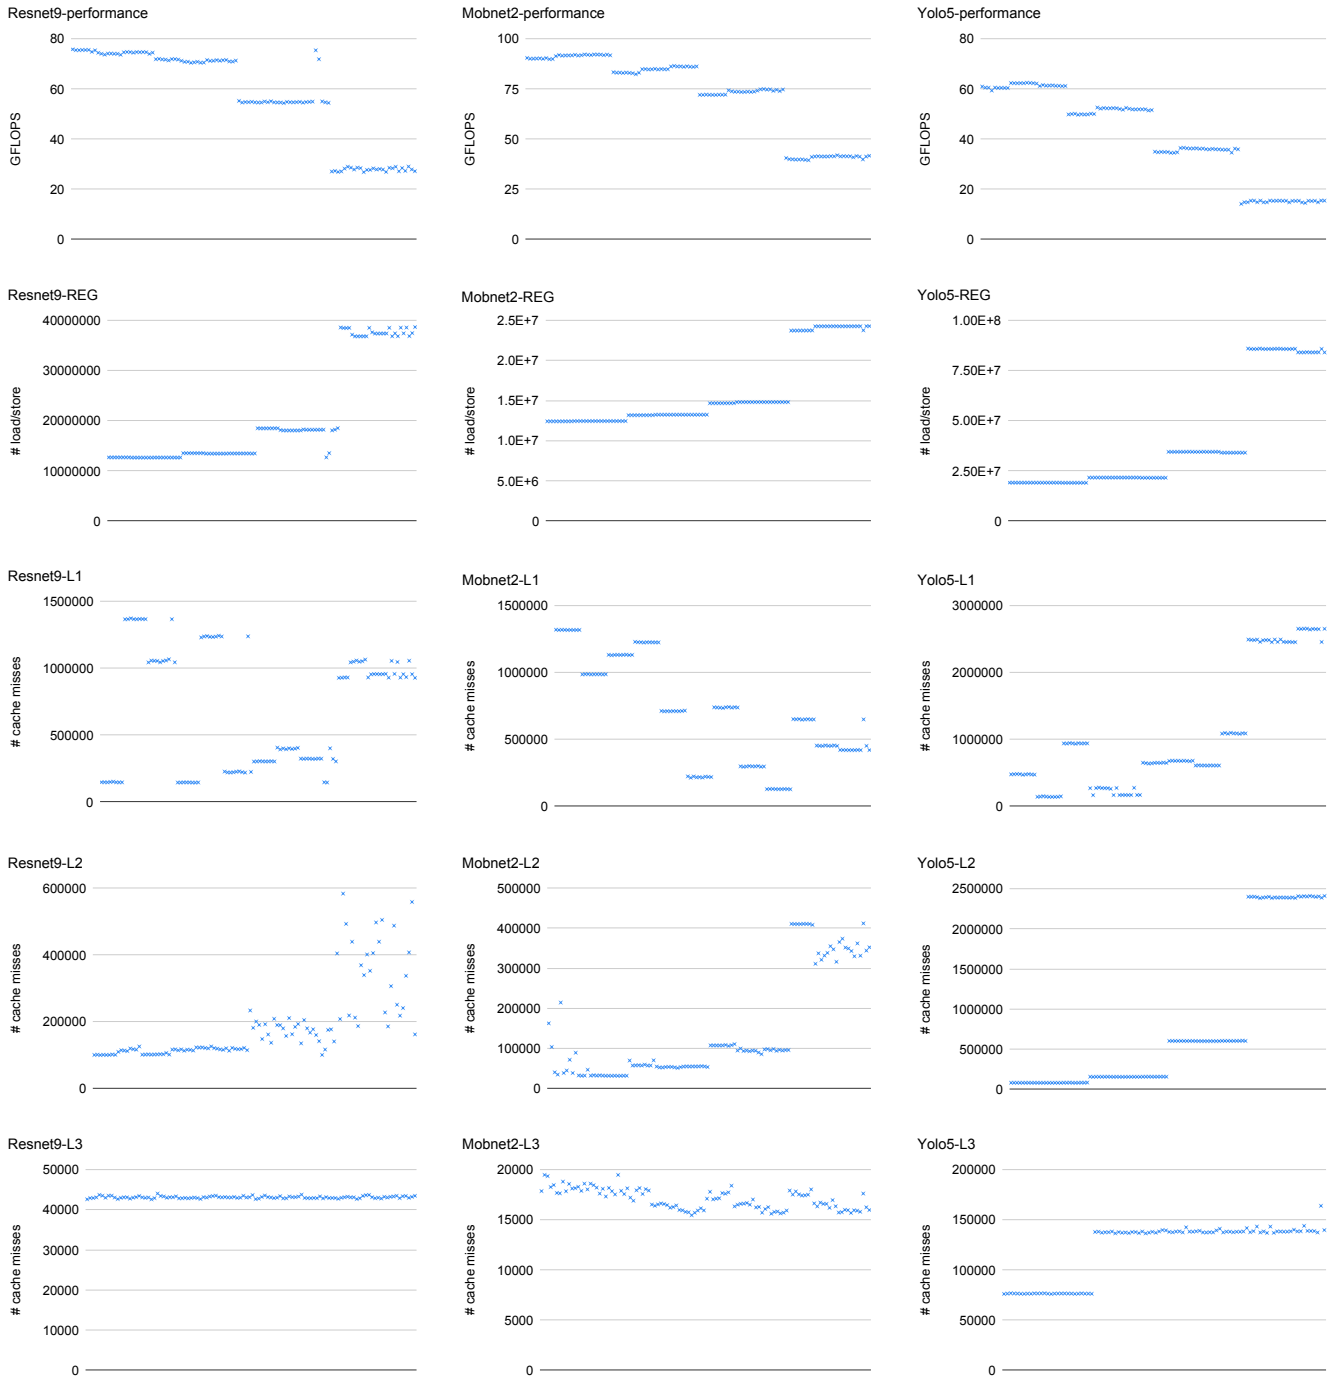 Resnet9-performance
GFLOPS
80
60
40
20
0
Mobnet2-performance
GFLOPS
100
75
50
25
0
Yolo5-performance
GFLOPS
80
60
40
20
0
Resnet9-REG
# load/store
40000000
30000000
20000000
10000000
0
Mobnet2-REG
# load/store
2.5E+7
2.0E+7
1.5E+7
1.0E+7
5.0E+6
0
Yolo5-REG
# load/store
1.00E+8
7.50E+7
5.00E+7
2.50E+7
0
Resnet9-L1
# cache misses
1500000
1000000
500000
0
Mobnet2-L1
# cache misses
1500000
1000000
500000
0
Yolo5-L1
# cache misses
3000000
2000000
1000000
0
Resnet9-L2
# cache misses
600000
400000
200000
0
Mobnet2-L2
# cache misses
500000
400000
300000
200000
100000
0
Yolo5-L2
# cache misses
2500000
2000000
1500000
1000000
500000
0
Resnet9-L3
# cache misses
50000
40000
30000
20000
10000
0
Mobnet2-L3
# cache misses
20000
15000
10000
5000
0
Yolo5-L3
# cache misses
200000
150000
100000
50000
0